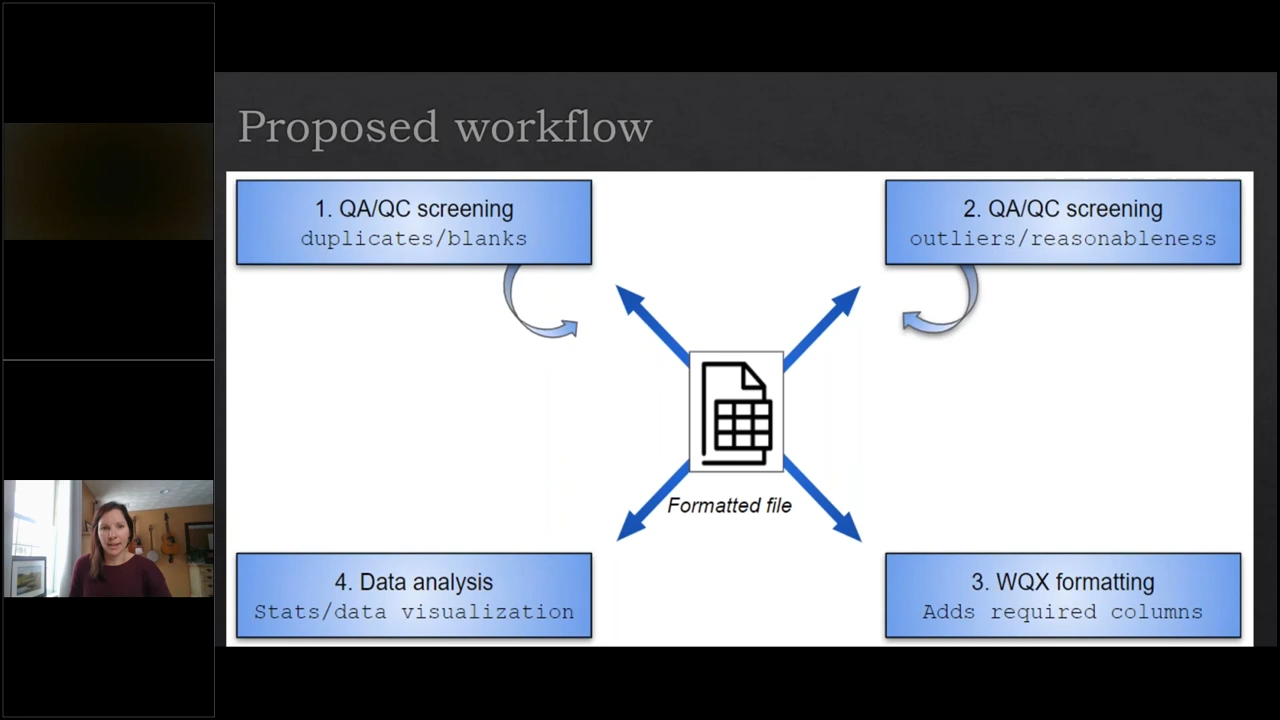 Proposed workflow
1. QA/QC screening
duplicates/blanks
2. QA/QC screening
outliers/reasonableness
Formatted file
4. Data analysis
Stats/data visualization
3. WQX formatting
Adds required columns